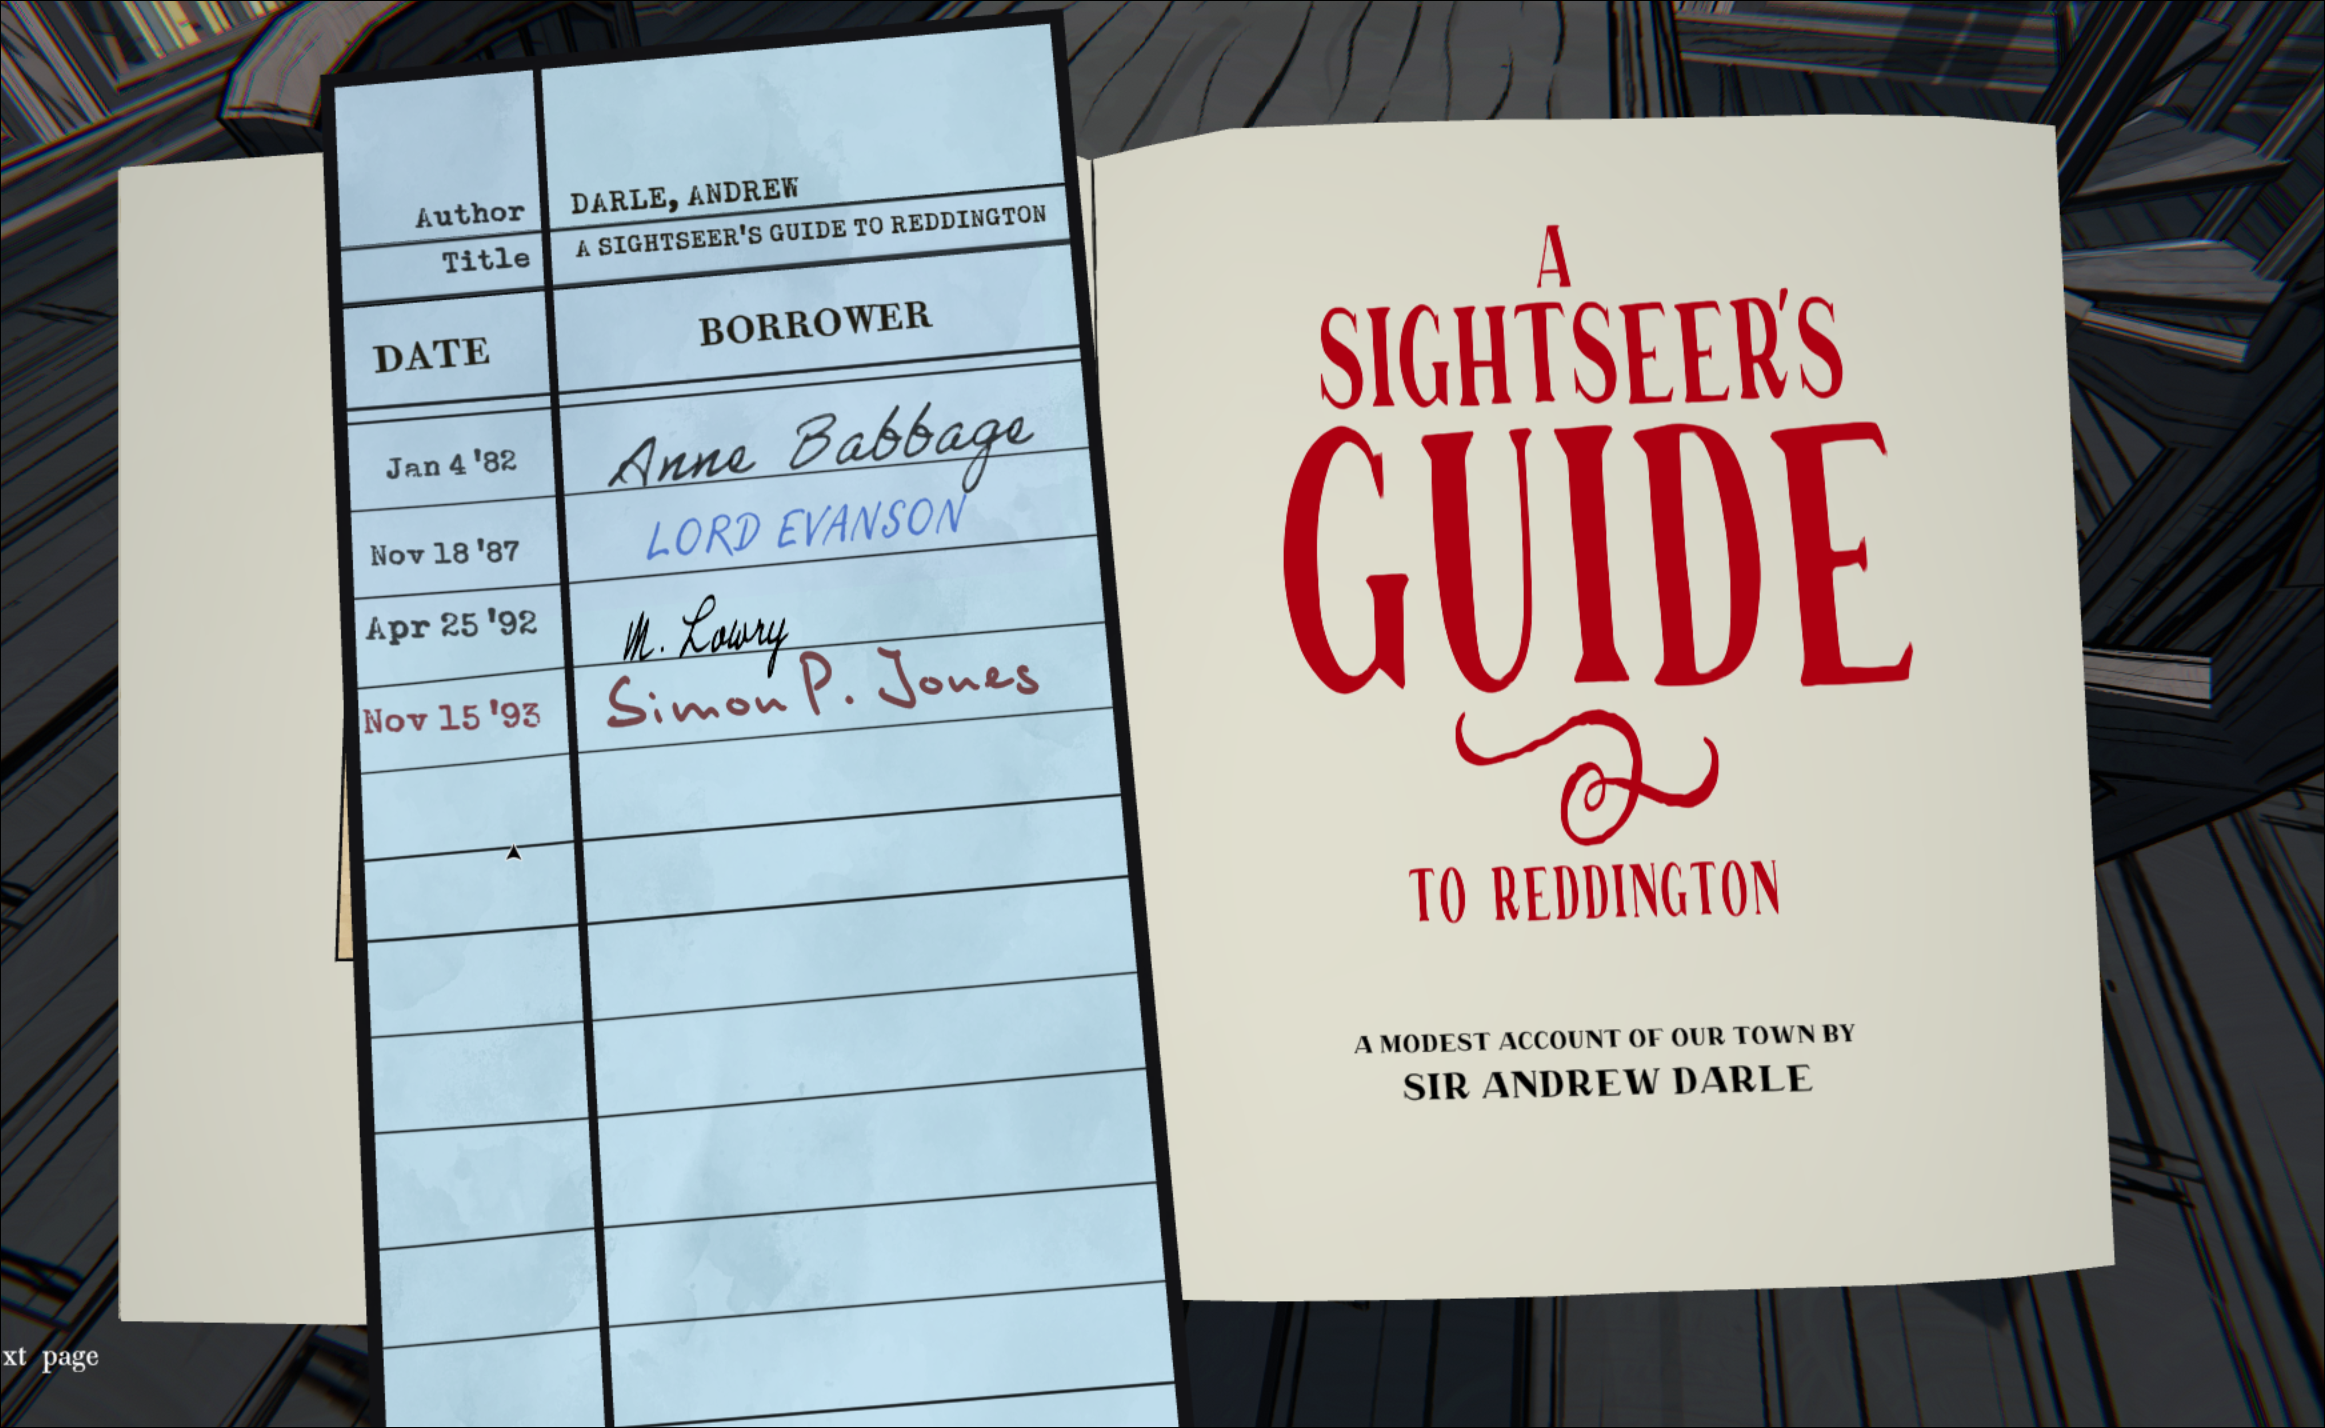 Author DARLE, ANDREW
Title A SIGHTSEER'S GUIDE TO REDDINGTON
DATE BORROWER
Jan 4 '82 Anne Babbage
Nov 18 '87 LORD EVANSON
Apr 25 '92 M. Lowry
Nov 15 '93 Simon P. Jones
A
SIGHTSEER'S
GUIDE
TO REDDINGTON
A MODEST ACCOUNT OF OUR TOWN BY
SIR ANDREW DARLE
xt page